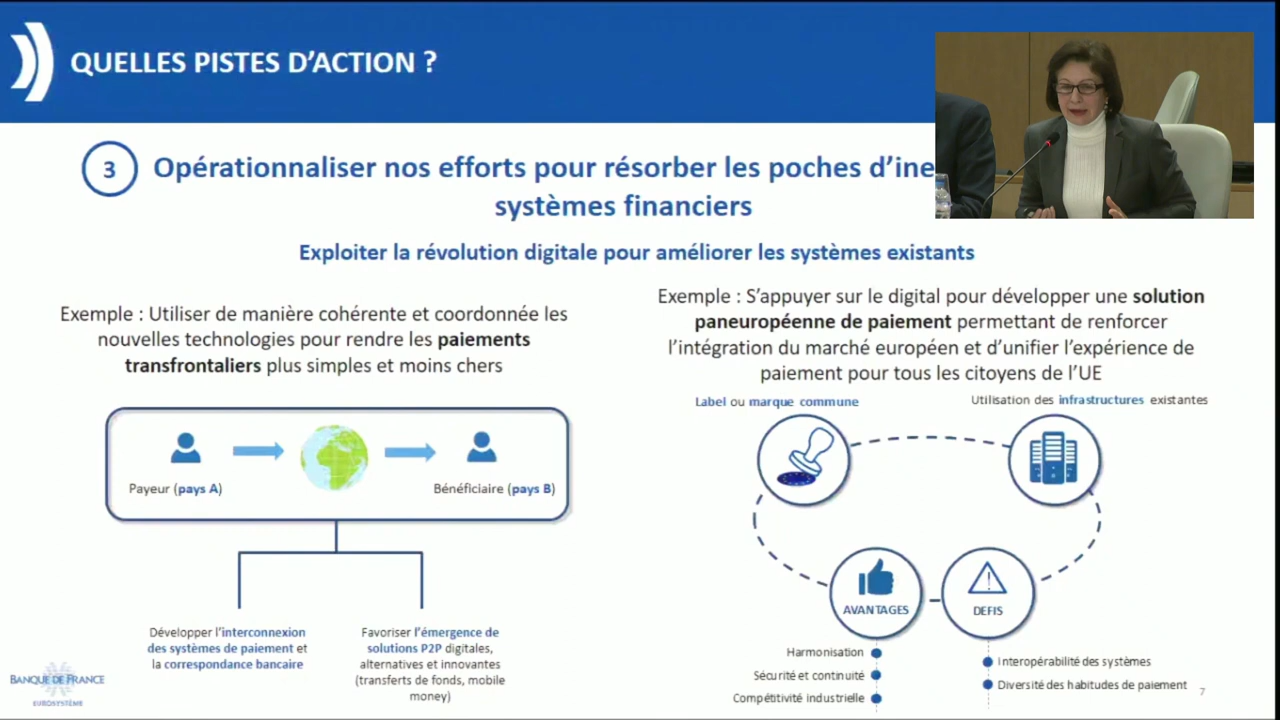 QUELLES PISTES D'ACTION ?
3
Opérationnaliser nos efforts pour résorber les poches
systèmes financiers
Exploiter la révolution digitale pour améliorer les systèmes existants
Exemple : Utiliser de manière cohérente et coordonnée les
nouvelles technologies pour rendre les paiements
transfrontaliers plus simples et moins chers
Payeur (pays A)
Bénéficiaire (pays B)
Développer l'interconnexion
des systèmes de paiement et
la correspondance bancaire
Favoriser l'émergence de
solutions P2P digitales,
alternatives et innovantes
(transferts de fonds, mobile
money)
Exemple : S'appuyer sur le digital pour développer une solution
paneuropéenne de paiement permettant de renforcer
l'intégration du marché européen et d'unifier l'expérience de
paiement pour tous les citoyens de l'UE
Label ou marque commune
Utilisation des infrastructures existantes
AVANTAGES
DÉFIS
Harmonisation
Sécurité et continuité
Compétitivité industrielle
Interopérabilité des systèmes
Diversité des habitudes de paiement
BANQUE DE FRANCE
EUROSYSTÈME
7